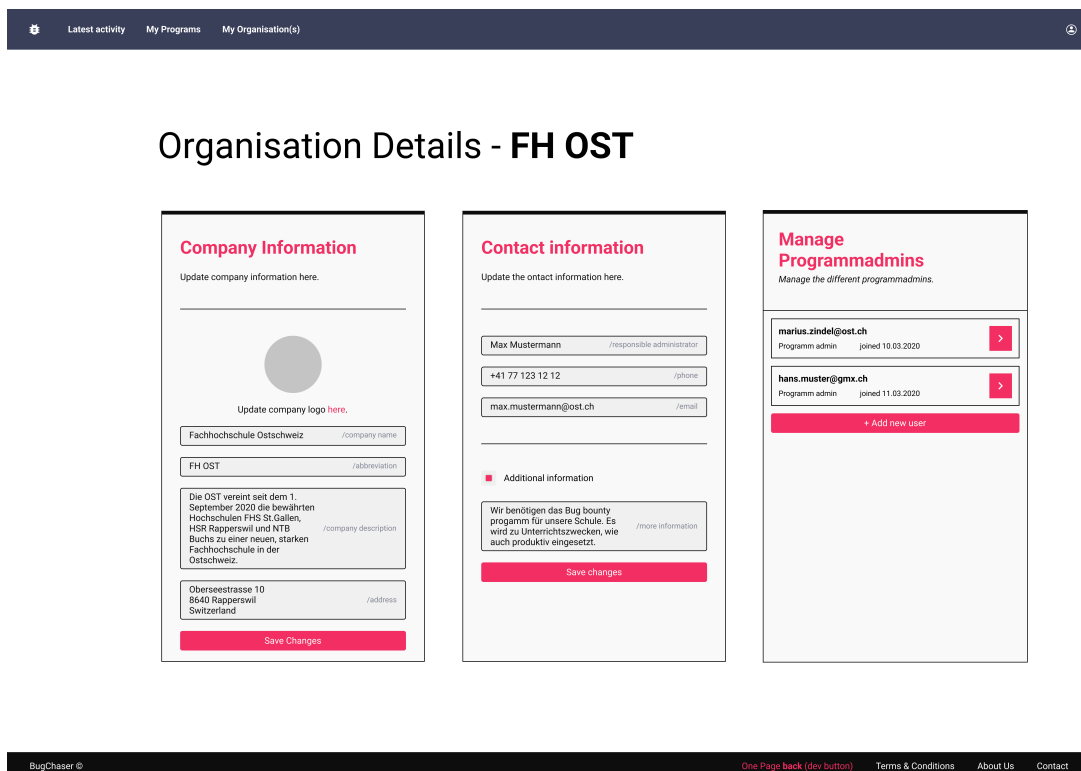 Latest activity My Programs My Organisation(s)
Organisation Details - FH OST
Company Information
Update company information here.
Update company logo here.
Fachhochschule Ostschweiz /company name
FH OST /abbreviation
Die OST vereint seit dem 1.
September 2020 die bewährten
Hochschulen FHS St.Gallen,
HSR Rapperswil und NTB
Buchs zu einer neuen, starken
Fachhochschule in der
Ostschweiz.
/company description
Oberseestrasse 10
8640 Rapperswil
Switzerland
/address
Save Changes
Contact information
Update the ontact information here.
Max Mustermann /responsible administrator
+41 77 123 12 12 /phone
max.mustermann@ost.ch /email
Additional information
Wir benötigen das Bug bounty
progamm für unsere Schule. Es
wird zu Unterrichtszwecken, wie
auch produktiv eingesetzt.
/more information
Save changes
Manage
Programmadmins
Manage the different programmadmins.
marius.zindel@ost.ch
Programm admin joined 10.03.2020
hans.muster@gmx.ch
Programm admin joined 11.03.2020
+ Add new user
BugChaser © One Page back (dev button) Terms & Conditions About Us Contact